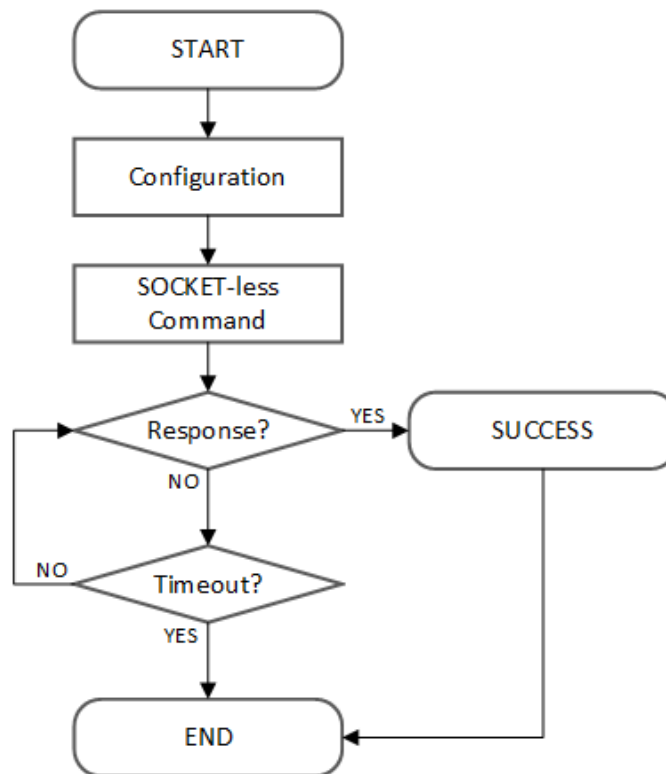 START
Configuration
SOCKET-less
Command
Response?
YES
SUCCESS
NO
NO
Timeout?
YES
END